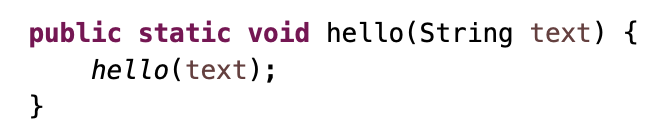 public static void hello(String text) {
    hello(text);
}